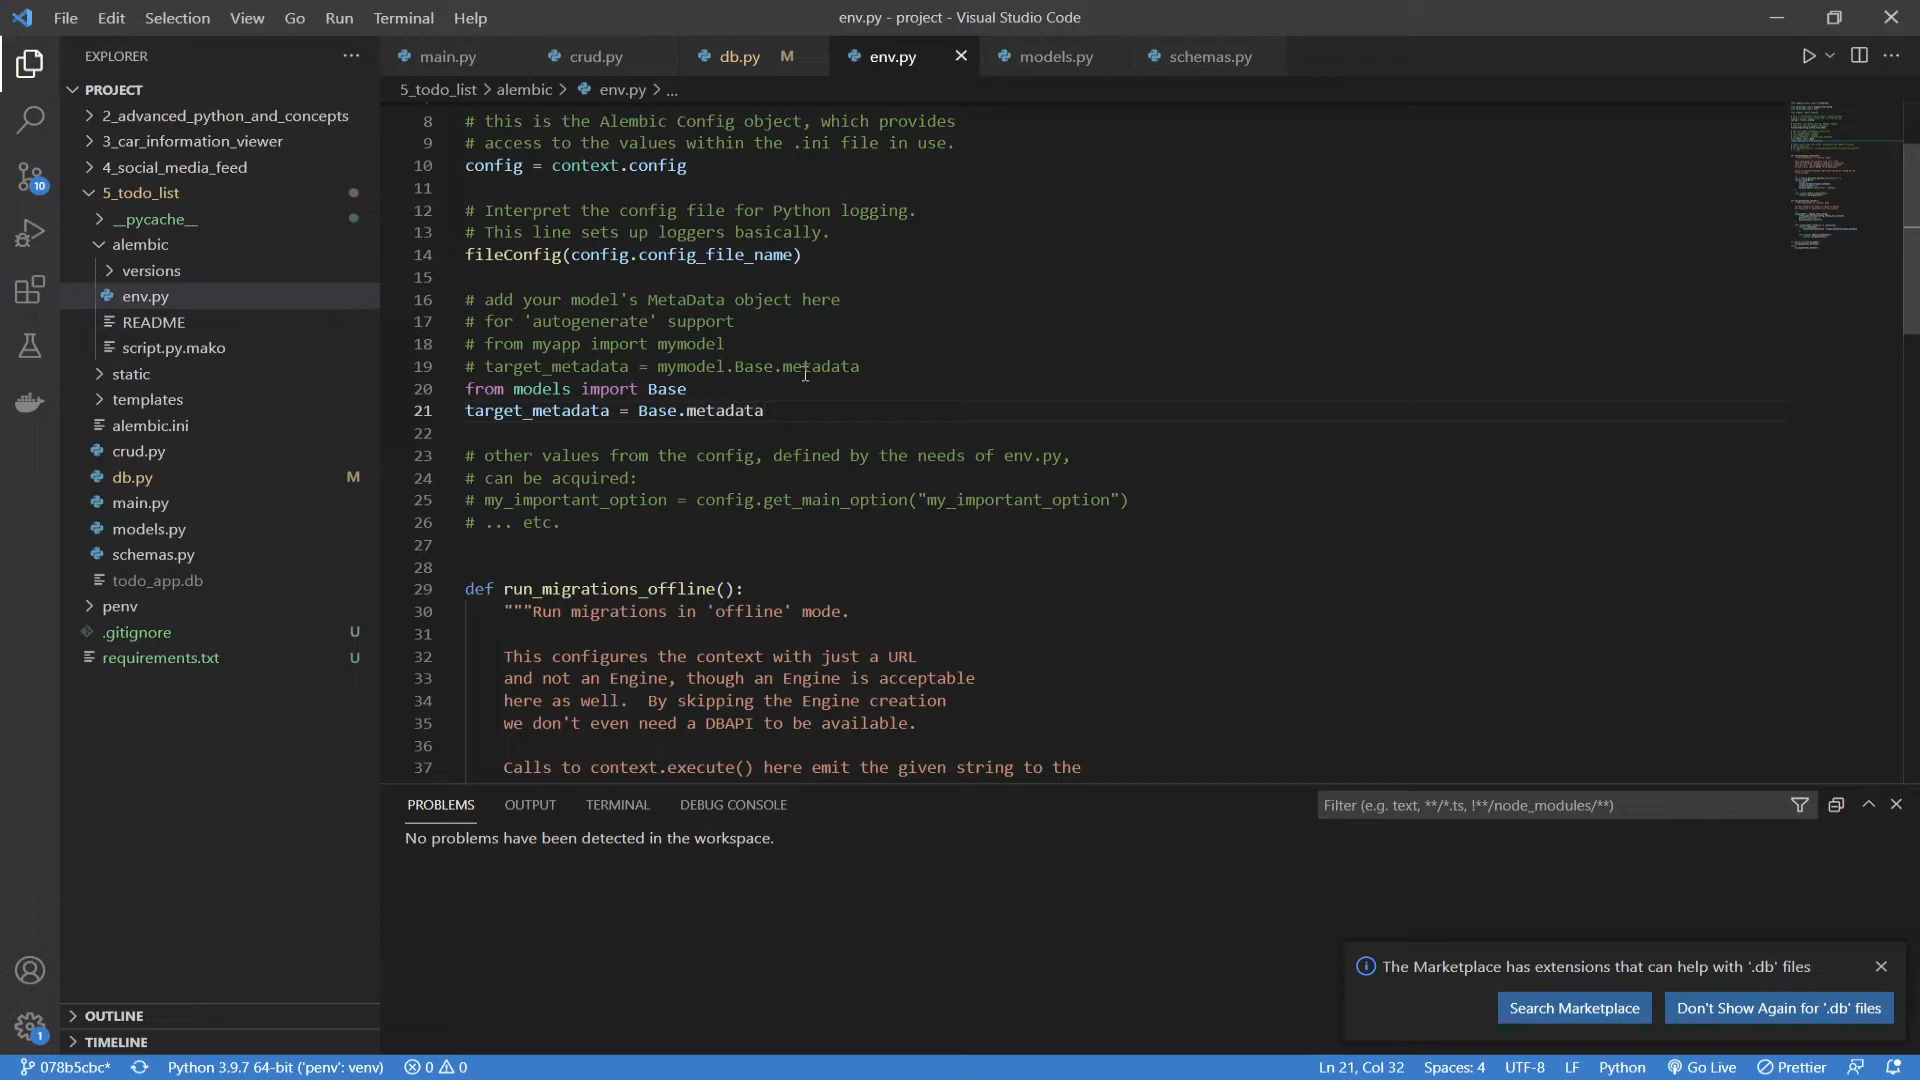 File Edit Selection View Go Run Terminal Help
env.py - project - Visual Studio Code
EXPLORER
PROJECT
2_advanced_python_and_concepts
3_car_information_viewer
4_social_media_feed
5_todo_list
__pycache__
alembic
versions
env.py
README
script.py.mako
static
templates
alembic.ini
crud.py
db.py M
main.py
models.py
schemas.py
todo_app.db
penv
.gitignore U
requirements.txt U
OUTLINE
TIMELINE
10
1
main.py crud.py db.py M env.py models.py schemas.py
5_todo_list > alembic > env.py > ...
8 # this is the Alembic Config object, which provides
9 # access to the values within the .ini file in use.
10 config = context.config
11
12 # Interpret the config file for Python logging.
13 # This line sets up loggers basically.
14 fileConfig(config.config_file_name)
15
16 # add your model's MetaData object here
17 # for 'autogenerate' support
18 # from myapp import mymodel
19 # target_metadata = mymodel.Base.metadata
20 from models import Base
21 target_metadata = Base.metadata
22
23 # other values from the config, defined by the needs of env.py,
24 # can be acquired:
25 # my_important_option = config.get_main_option("my_important_option")
26 # ... etc.
27
28
29 def run_migrations_offline():
30 """Run migrations in 'offline' mode.
31
32 This configures the context with just a URL
33 and not an Engine, though an Engine is acceptable
34 here as well.  By skipping the Engine creation
35 we don't even need a DBAPI to be available.
36
37 Calls to context.execute() here emit the given string to the
PROBLEMS OUTPUT TERMINAL DEBUG CONSOLE
Filter (e.g. text, **/*.ts, !**/node_modules/**)
No problems have been detected in the workspace.
The Marketplace has extensions that can help with '.db' files
Search Marketplace
Don't Show Again for '.db' files
078b5cbc* Python 3.9.7 64-bit ('penv': venv) 0 0
Ln 21, Col 32 Spaces: 4 UTF-8 LF Python Go Live Prettier